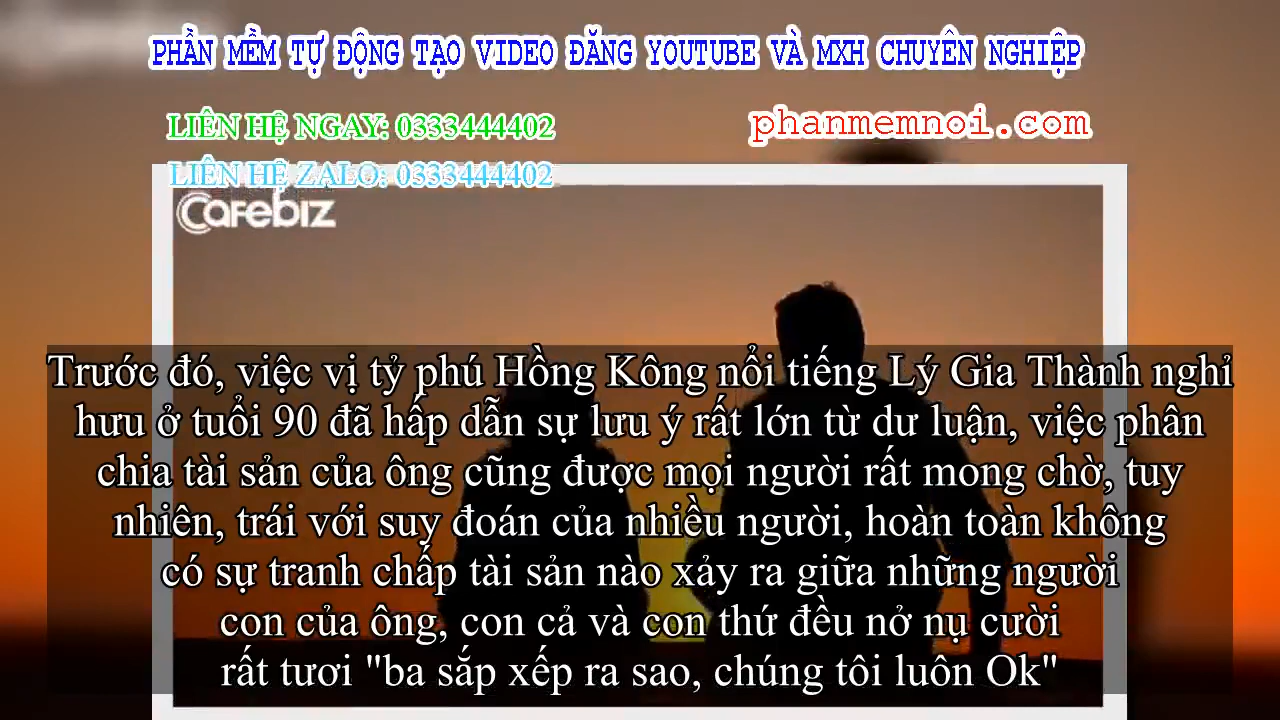 PHẦN MỀM TỰ ĐỘNG TẠO VIDEO ĐĂNG YOUTUBE VÀ MXH CHUYÊN NGHIỆP
LIÊN HỆ NGAY: 0333444402
phanmemnoi.com
LIÊN HỆ ZALO: 0333444402
CAFEBIZ
Trước đó, việc vị tỷ phú Hồng Kông nổi tiếng Lý Gia Thành nghỉ
hưu ở tuổi 90 đã hấp dẫn sự lưu ý rất lớn từ dư luận, việc phân
chia tài sản của ông cũng được mọi người rất mong chờ, tuy
nhiên, trái với suy đoán của nhiều người, hoàn toàn không
có sự tranh chấp tài sản nào xảy ra giữa những người
con của ông, con cả và con thứ đều nở nụ cười
rất tươi "ba sắp xếp ra sao, chúng tôi luôn Ok"